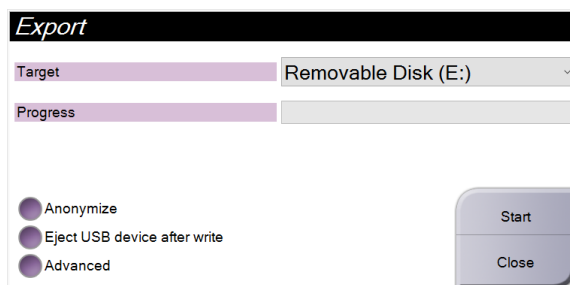 Export
Target
Removable Disk (E:)
Progress
Anonymize
Eject USB device after write
Advanced
Start
Close